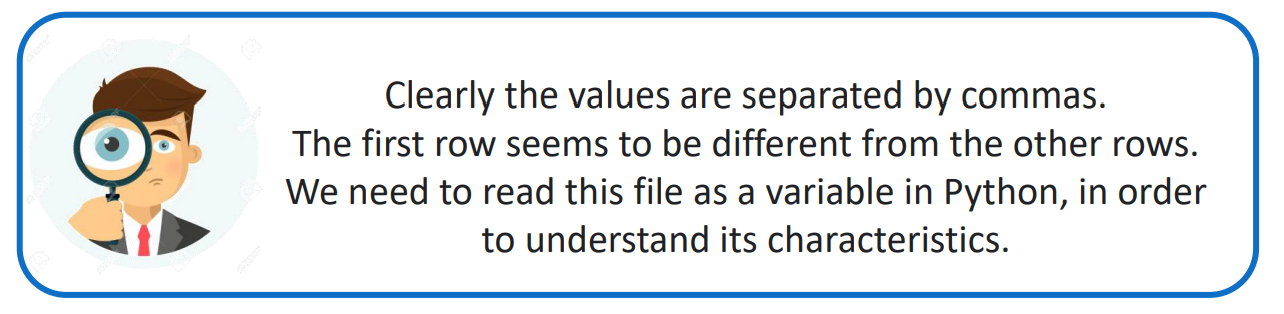 Clearly the values are separated by commas.
The first row seems to be different from the other rows.
We need to read this file as a variable in Python, in order
to understand its characteristics.